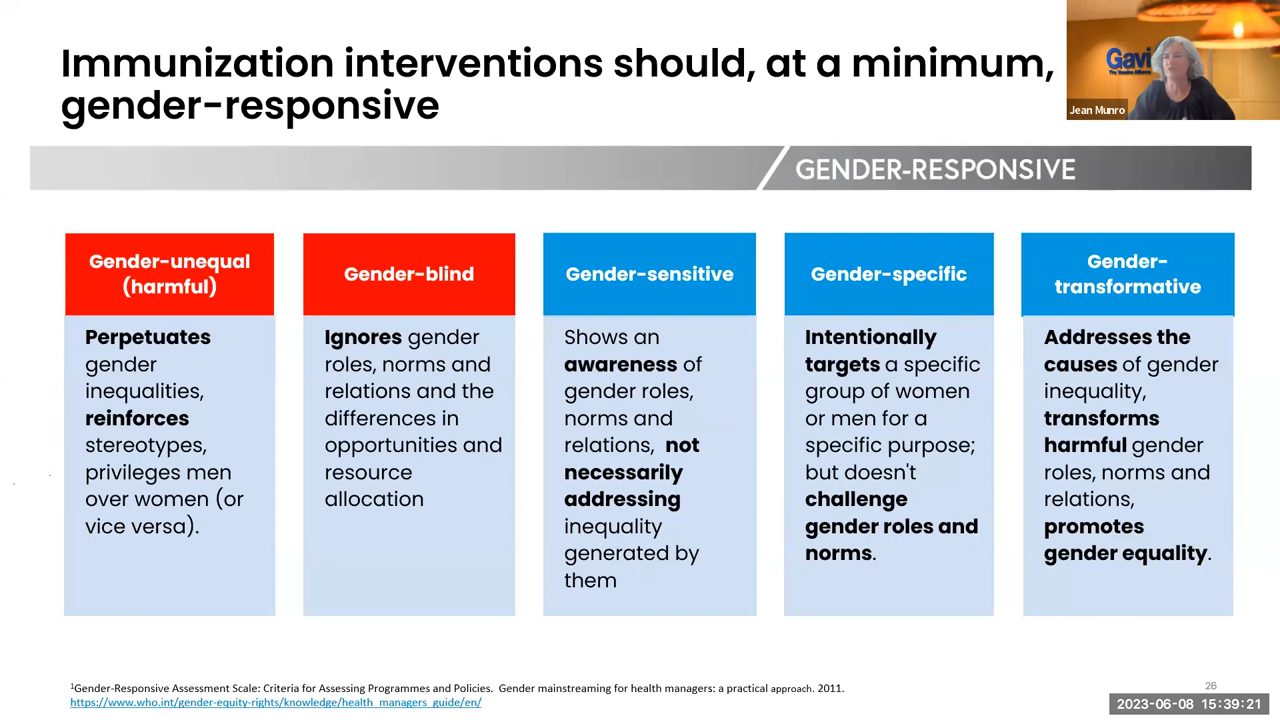 Immunization interventions should, at a minimum,
gender-responsive
Gavi
The Vaccine Alliance
Jean Munro
GENDER-RESPONSIVE
Gender-unequal
(harmful)
Perpetuates
gender
inequalities,
reinforces
stereotypes,
privileges men
over women (or
vice versa).
Gender-blind
Ignores gender
roles, norms and
relations and the
differences in
opportunities and
resource
allocation
Gender-sensitive
Shows an
awareness of
gender roles,
norms and
relations, not
necessarily
addressing
inequality
generated by
them
Gender-specific
Intentionally
targets a specific
group of women
or men for a
specific purpose;
but doesn't
challenge
gender roles and
norms.
Gender-
transformative
Addresses the
causes of gender
inequality,
transforms
harmful gender
roles, norms and
relations,
promotes
gender equality.
¹Gender-Responsive Assessment Scale: Criteria for Assessing Programmes and Policies. Gender mainstreaming for health managers: a practical approach. 2011.
https://www.who.int/gender-equity-rights/knowledge/health_managers_guide/en/
26
2023-06-08 15:39:21